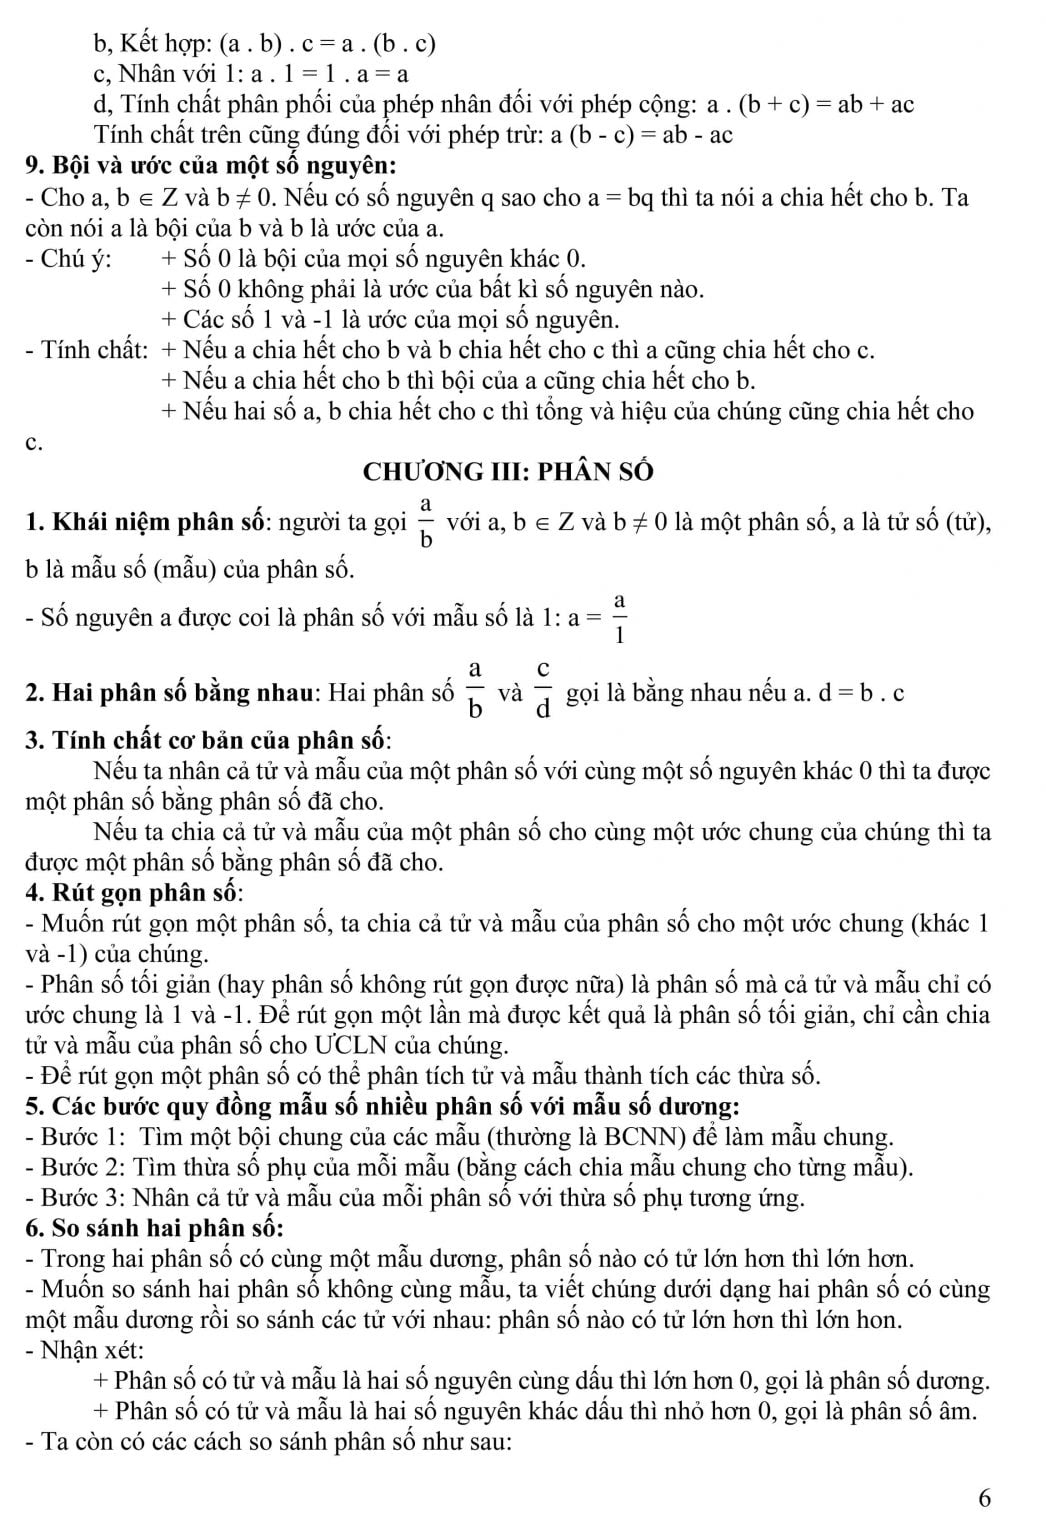 b, Kết hợp: (a . b) . c = a . (b . c)
c, Nhân với 1: a . 1 = 1 . a = a
d, Tính chất phân phối của phép nhân đối với phép cộng: a . (b + c) = ab + ac
Tính chất trên cũng đúng đối với phép trừ: a (b - c) = ab - ac
9. Bội và ước của một số nguyên:
- Cho a, b ∈ Z và b ≠ 0. Nếu có số nguyên q sao cho a = bq thì ta nói a chia hết cho b. Ta
còn nói a là bội của b và b là ước của a.
- Chú ý: + Số 0 là bội của mọi số nguyên khác 0.
+ Số 0 không phải là ước của bất kì số nguyên nào.
+ Các số 1 và -1 là ước của mọi số nguyên.
- Tính chất: + Nếu a chia hết cho b và b chia hết cho c thì a cũng chia hết cho c.
+ Nếu a chia hết cho b thì bội của a cũng chia hết cho b.
+ Nếu hai số a, b chia hết cho c thì tổng và hiệu của chúng cũng chia hết cho
c.
CHƯƠNG III: PHÂN SỐ
1. Khái niệm phân số: người ta gọi a/b với a, b ∈ Z và b ≠ 0 là một phân số, a là tử số (tử),
b là mẫu số (mẫu) của phân số.
- Số nguyên a được coi là phân số với mẫu số là 1: a = a/1
2. Hai phân số bằng nhau: Hai phân số a/b và c/d gọi là bằng nhau nếu a. d = b . c
3. Tính chất cơ bản của phân số:
Nếu ta nhân cả tử và mẫu của một phân số với cùng một số nguyên khác 0 thì ta được
một phân số bằng phân số đã cho.
Nếu ta chia cả tử và mẫu của một phân số cho cùng một ước chung của chúng thì ta
được một phân số bằng phân số đã cho.
4. Rút gọn phân số:
- Muốn rút gọn một phân số, ta chia cả tử và mẫu của phân số cho một ước chung (khác 1
và -1) của chúng.
- Phân số tối giản (hay phân số không rút gọn được nữa) là phân số mà cả tử và mẫu chỉ có
ước chung là 1 và -1. Để rút gọn một lần mà được kết quả là phân số tối giản, chỉ cần chia
tử và mẫu của phân số cho ƯCLN của chúng.
- Để rút gọn một phân số có thể phân tích tử và mẫu thành tích các thừa số.
5. Các bước quy đồng mẫu số nhiều phân số với mẫu số dương:
- Bước 1: Tìm một bội chung của các mẫu (thường là BCNN) để làm mẫu chung.
- Bước 2: Tìm thừa số phụ của mỗi mẫu (bằng cách chia mẫu chung cho từng mẫu).
- Bước 3: Nhân cả tử và mẫu của mỗi phân số với thừa số phụ tương ứng.
6. So sánh hai phân số:
- Trong hai phân số có cùng một mẫu dương, phân số nào có tử lớn hơn thì lớn hơn.
- Muốn so sánh hai phân số không cùng mẫu, ta viết chúng dưới dạng hai phân số có cùng
một mẫu dương rồi so sánh các tử với nhau: phân số nào có tử lớn hơn thì lớn hon.
- Nhận xét:
+ Phân số có tử và mẫu là hai số nguyên cùng dấu thì lớn hơn 0, gọi là phân số dương.
+ Phân số có tử và mẫu là hai số nguyên khác dấu thì nhỏ hơn 0, gọi là phân số âm.
- Ta còn có các cách so sánh phân số như sau:
6